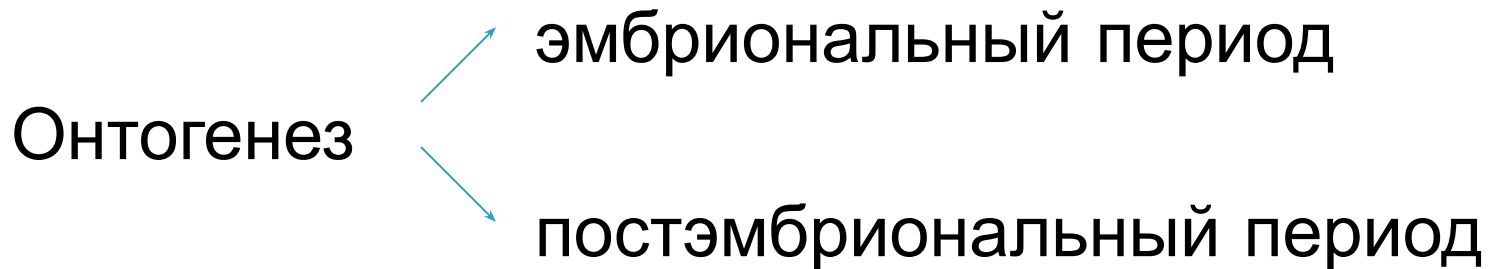 эмбриональный период
Онтогенез
постэмбриональный период